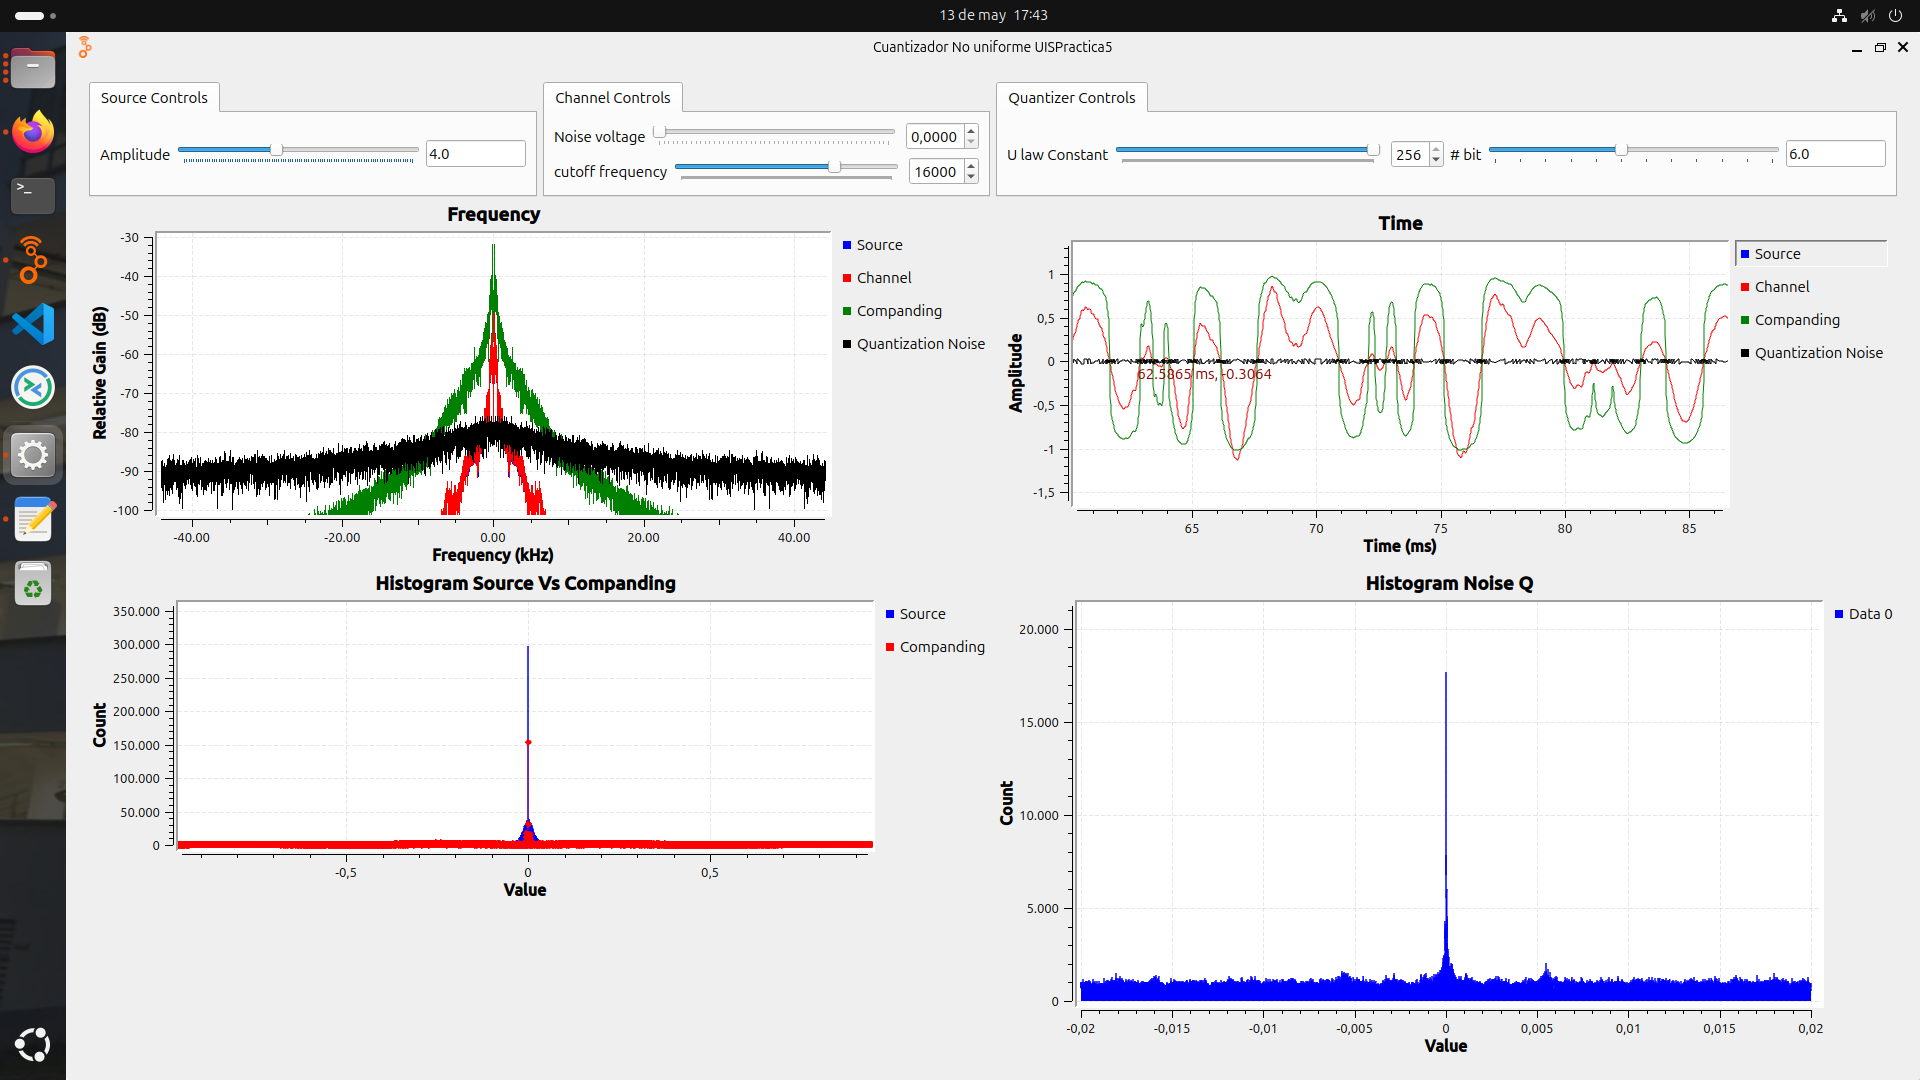 13 de may 17:43
Cuantizador No uniforme UISPractica5
Source Controls
Amplitude
4.0
Channel Controls
Noise voltage
0,0000
cutoff frequency
16000
Quantizer Controls
U law Constant
256
# bit
6.0
Frequency
Relative Gain (dB)
-30
-40
-50
-60
-70
-80
-90
-100
-40.00
-20.00
0.00
20.00
40.00
Frequency (kHz)
Source
Channel
Companding
Quantization Noise
Time
Amplitude
1
0,5
0
-0,5
-1
-1,5
62.5865 ms, -0.3064
65
70
75
80
85
Time (ms)
Source
Channel
Companding
Quantization Noise
Histogram Source Vs Companding
Count
350.000
300.000
250.000
200.000
150.000
100.000
50.000
0
-0,5
0
0,5
Value
Source
Companding
Histogram Noise Q
Count
20.000
15.000
10.000
5.000
0
-0,02
-0,015
-0,01
-0,005
0
0,005
0,01
0,015
0,02
Value
Data 0